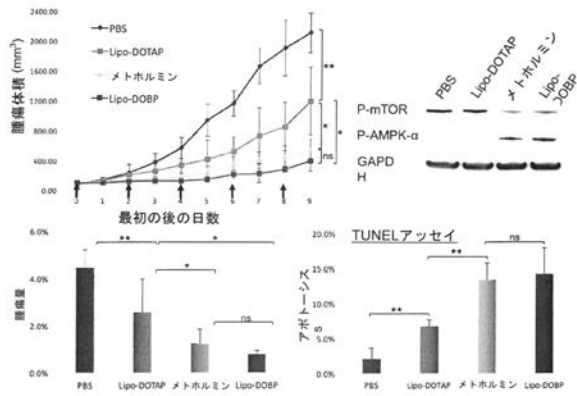 腫瘍体積 (mm³)
2400.00
2000.00
1600.00
1200.00
800.00
400.00
0.00
PBS
Lipo-DOTAP
メトホルミン
Lipo-DOBP
**
*
*
*
ns
0 1 2 3 4 5 6 7 8 9
最初の後の日数
PBS
Lipo-DOTAP
メトホルミン
Lipo-
DOBP
P-mTOR
P-AMPK-α
GAPD
H
腫瘍量
6.0%
4.0%
2.0%
0.0%
**
*
*
ns
PBS Lipo-DOTAP メトホルミン Lipo-DOBP
TUNELアッセイ
アポトーシス
20.0%
15.0%
10.0%
5.0%
0.0%
**
**
ns
PBS Lipo-DOTAP メトホルミン Lipo-DOBP